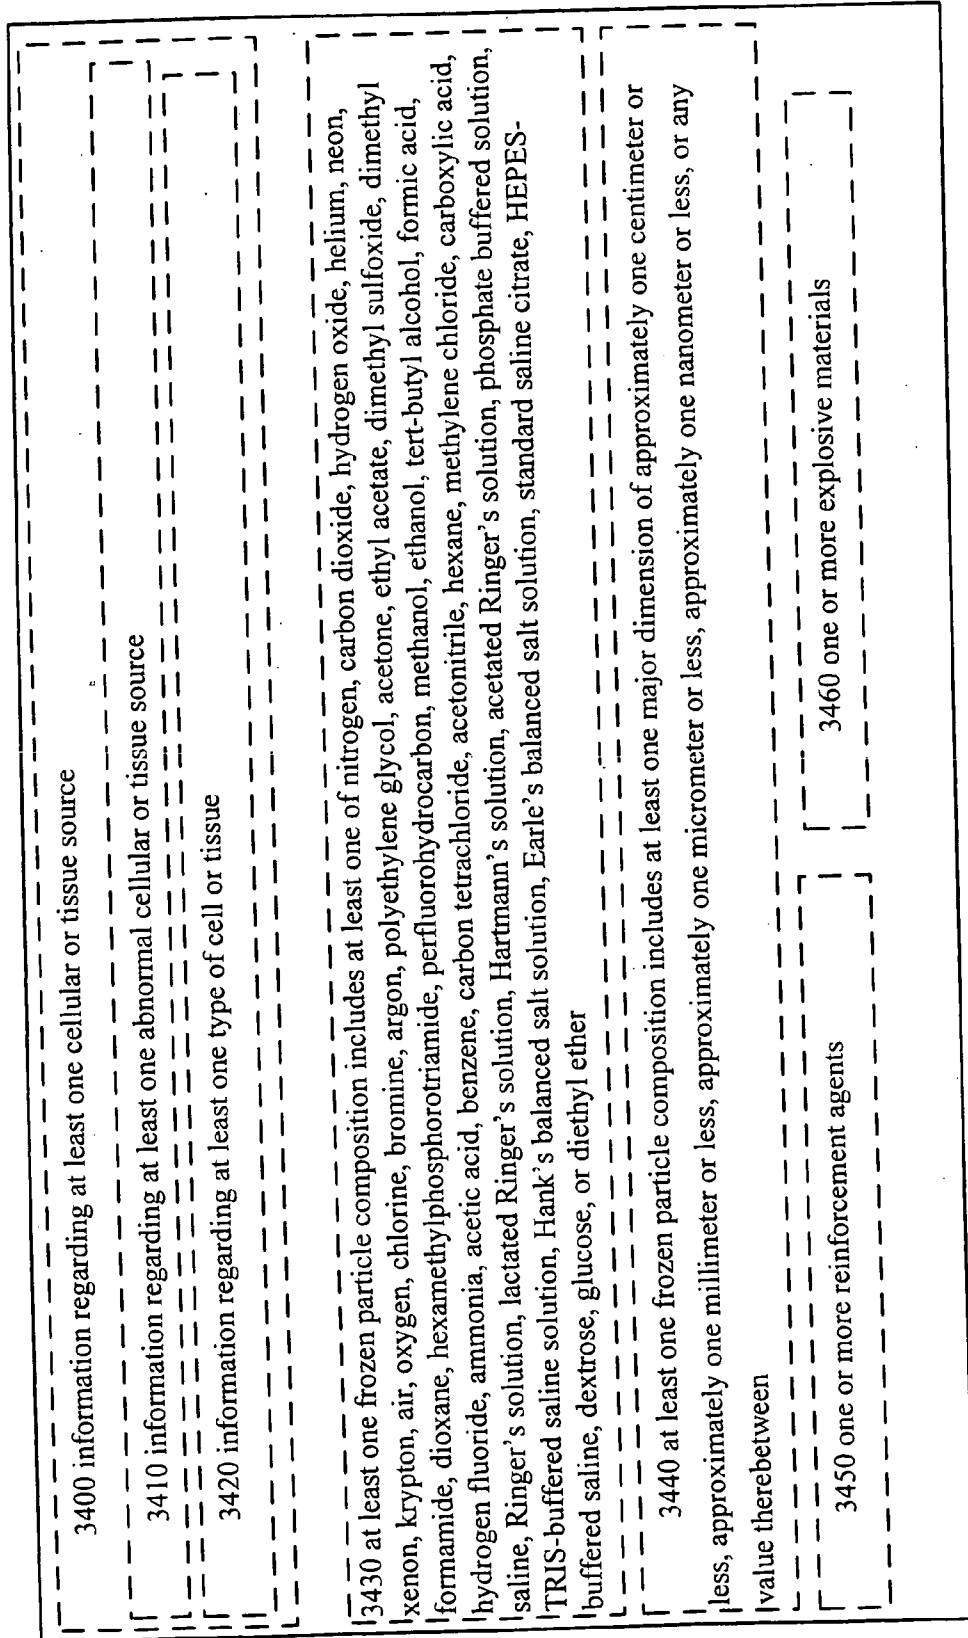 3400 information regarding at least one cellular or tissue source
3410 information regarding at least one abnormal cellular or tissue source
3420 information regarding at least one type of cell or tissue
3430 at least one frozen particle composition includes at least one of nitrogen, carbon dioxide, hydrogen oxide, helium, neon,
xenon, krypton, air, oxygen, chlorine, bromine, argon, polyethylene glycol, acetone, ethyl acetate, dimethyl sulfoxide, dimethyl
formamide, dioxane, hexamethylphosphorotriamide, perfluorohydrocarbon, methanol, ethanol, tert-butyl alcohol, formic acid,
hydrogen fluoride, ammonia, acetic acid, benzene, carbon tetrachloride, acetonitrile, hexane, methylene chloride, carboxylic acid,
saline, Ringer's solution, lactated Ringer's solution, Hartmann's solution, acetated Ringer's solution, phosphate buffered solution,
TRIS-buffered saline solution, Hank's balanced salt solution, Earle's balanced salt solution, standard saline citrate, HEPES-
buffered saline, dextrose, glucose, or diethyl ether
3440 at least one frozen particle composition includes at least one major dimension of approximately one centimeter or
less, approximately one millimeter or less, approximately one micrometer or less, approximately one nanometer or less, or any
value therebetween
3450 one or more reinforcement agents
3460 one or more explosive materials